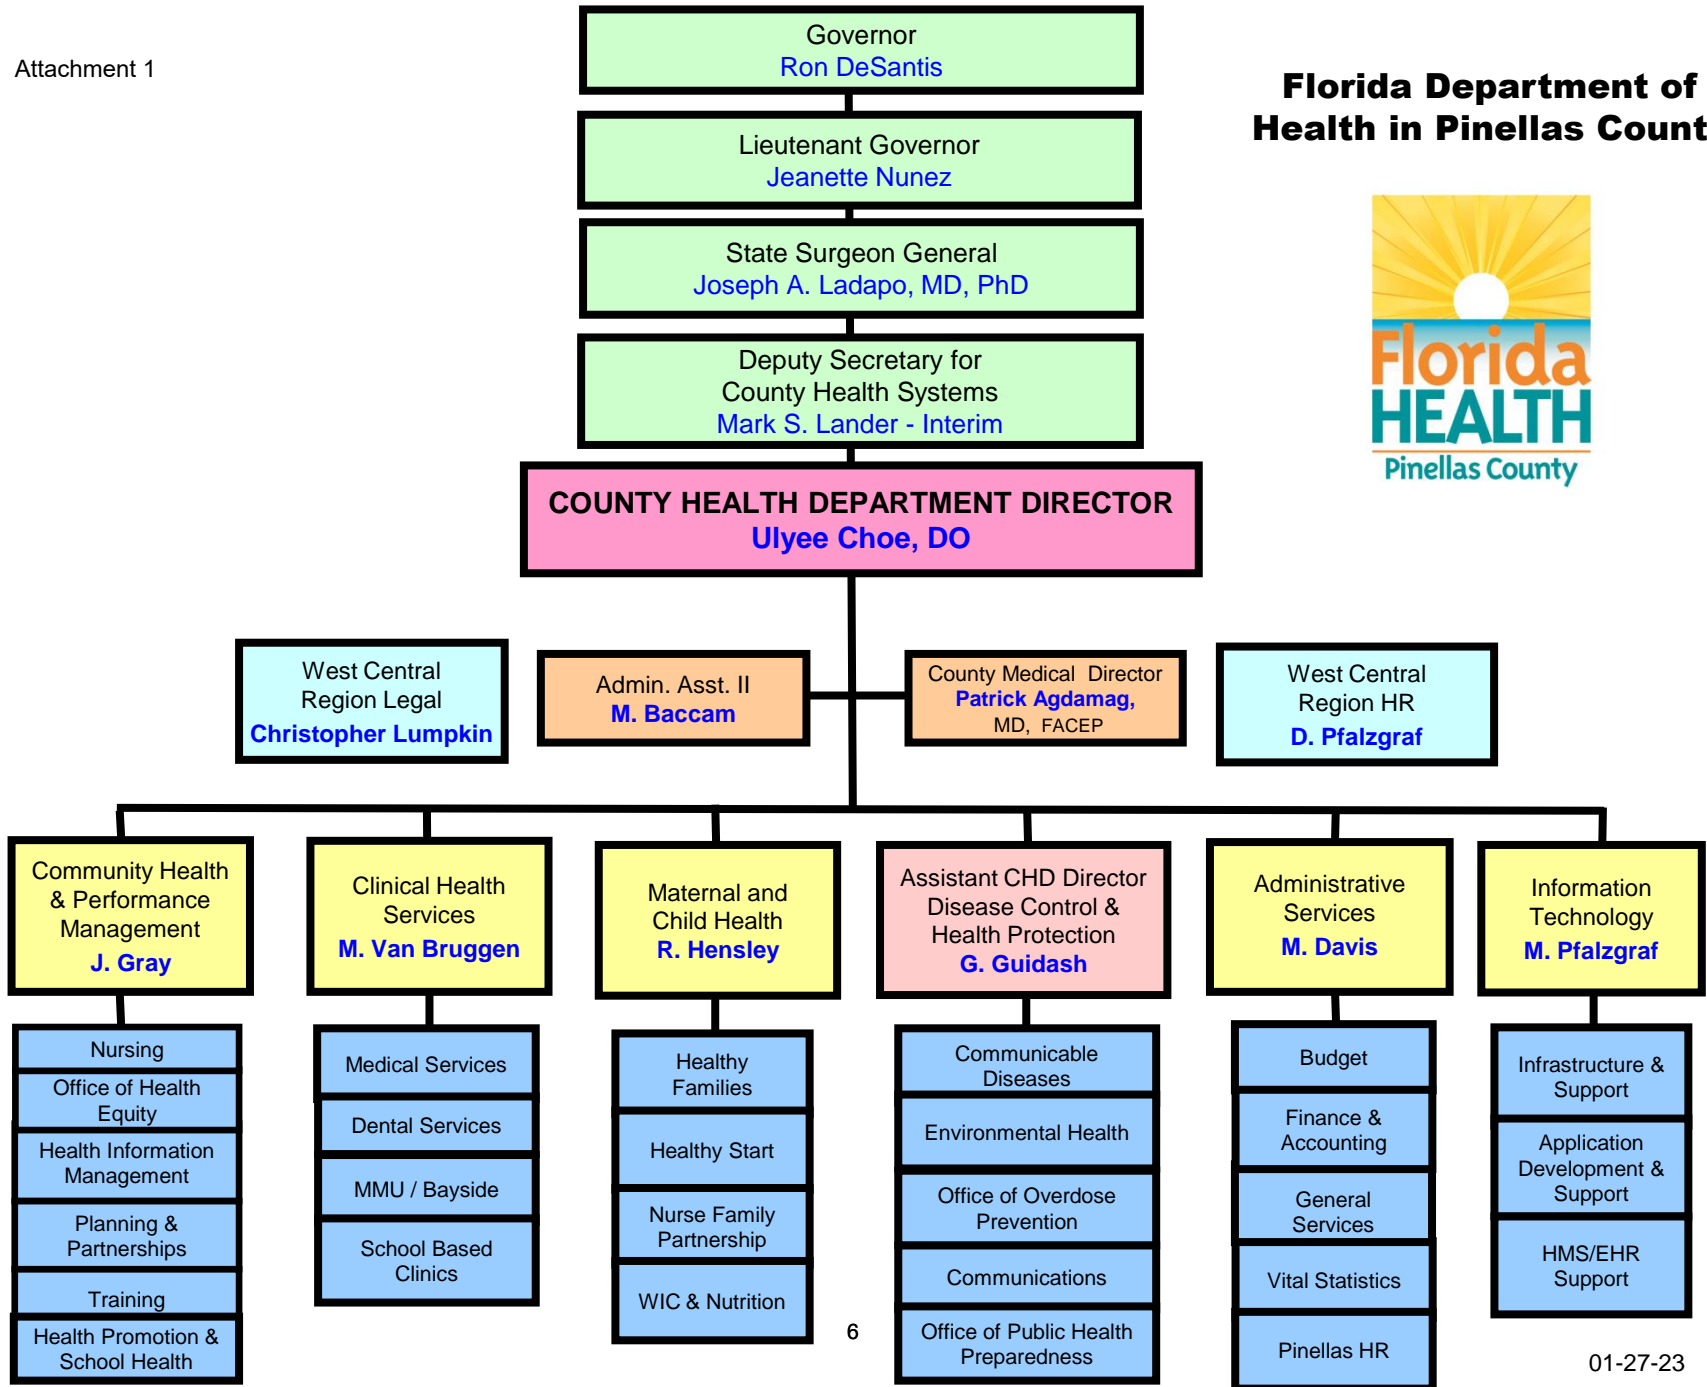 Attachment 1
Governor
Ron DeSantis
Lieutenant Governor
Jeanette Nunez
State Surgeon General
Joseph A. Ladapo, MD, PhD
Deputy Secretary for
County Health Systems
Mark S. Lander - Interim
Florida Department of
Health in Pinellas Count
Florida
HEALTH
Pinellas County
COUNTY HEALTH DEPARTMENT DIRECTOR
Ulyee Choe, DO
West Central
Region Legal
Christopher Lumpkin
Admin. Asst. II
M. Baccam
County Medical Director
Patrick Agdamag,
MD, FACEP
West Central
Region HR
D. Pfalzgraf
Community Health
& Performance
Management
J. Gray
Nursing
Office of Health
Equity
Health Information
Management
Planning &
Partnerships
Training
Health Promotion &
School Health
Clinical Health
Services
M. Van Bruggen
Medical Services
Dental Services
MMU / Bayside
School Based
Clinics
Maternal and
Child Health
R. Hensley
Healthy
Families
Healthy Start
Nurse Family
Partnership
WIC & Nutrition
Assistant CHD Director
Disease Control &
Health Protection
G. Guidash
Communicable
Diseases
Environmental Health
Office of Overdose
Prevention
Communications
Office of Public Health
Preparedness
Administrative
Services
M. Davis
Budget
Finance &
Accounting
General
Services
Vital Statistics
Pinellas HR
Information
Technology
M. Pfalzgraf
Infrastructure &
Support
Application
Development &
Support
HMS/EHR
Support
6
01-27-23